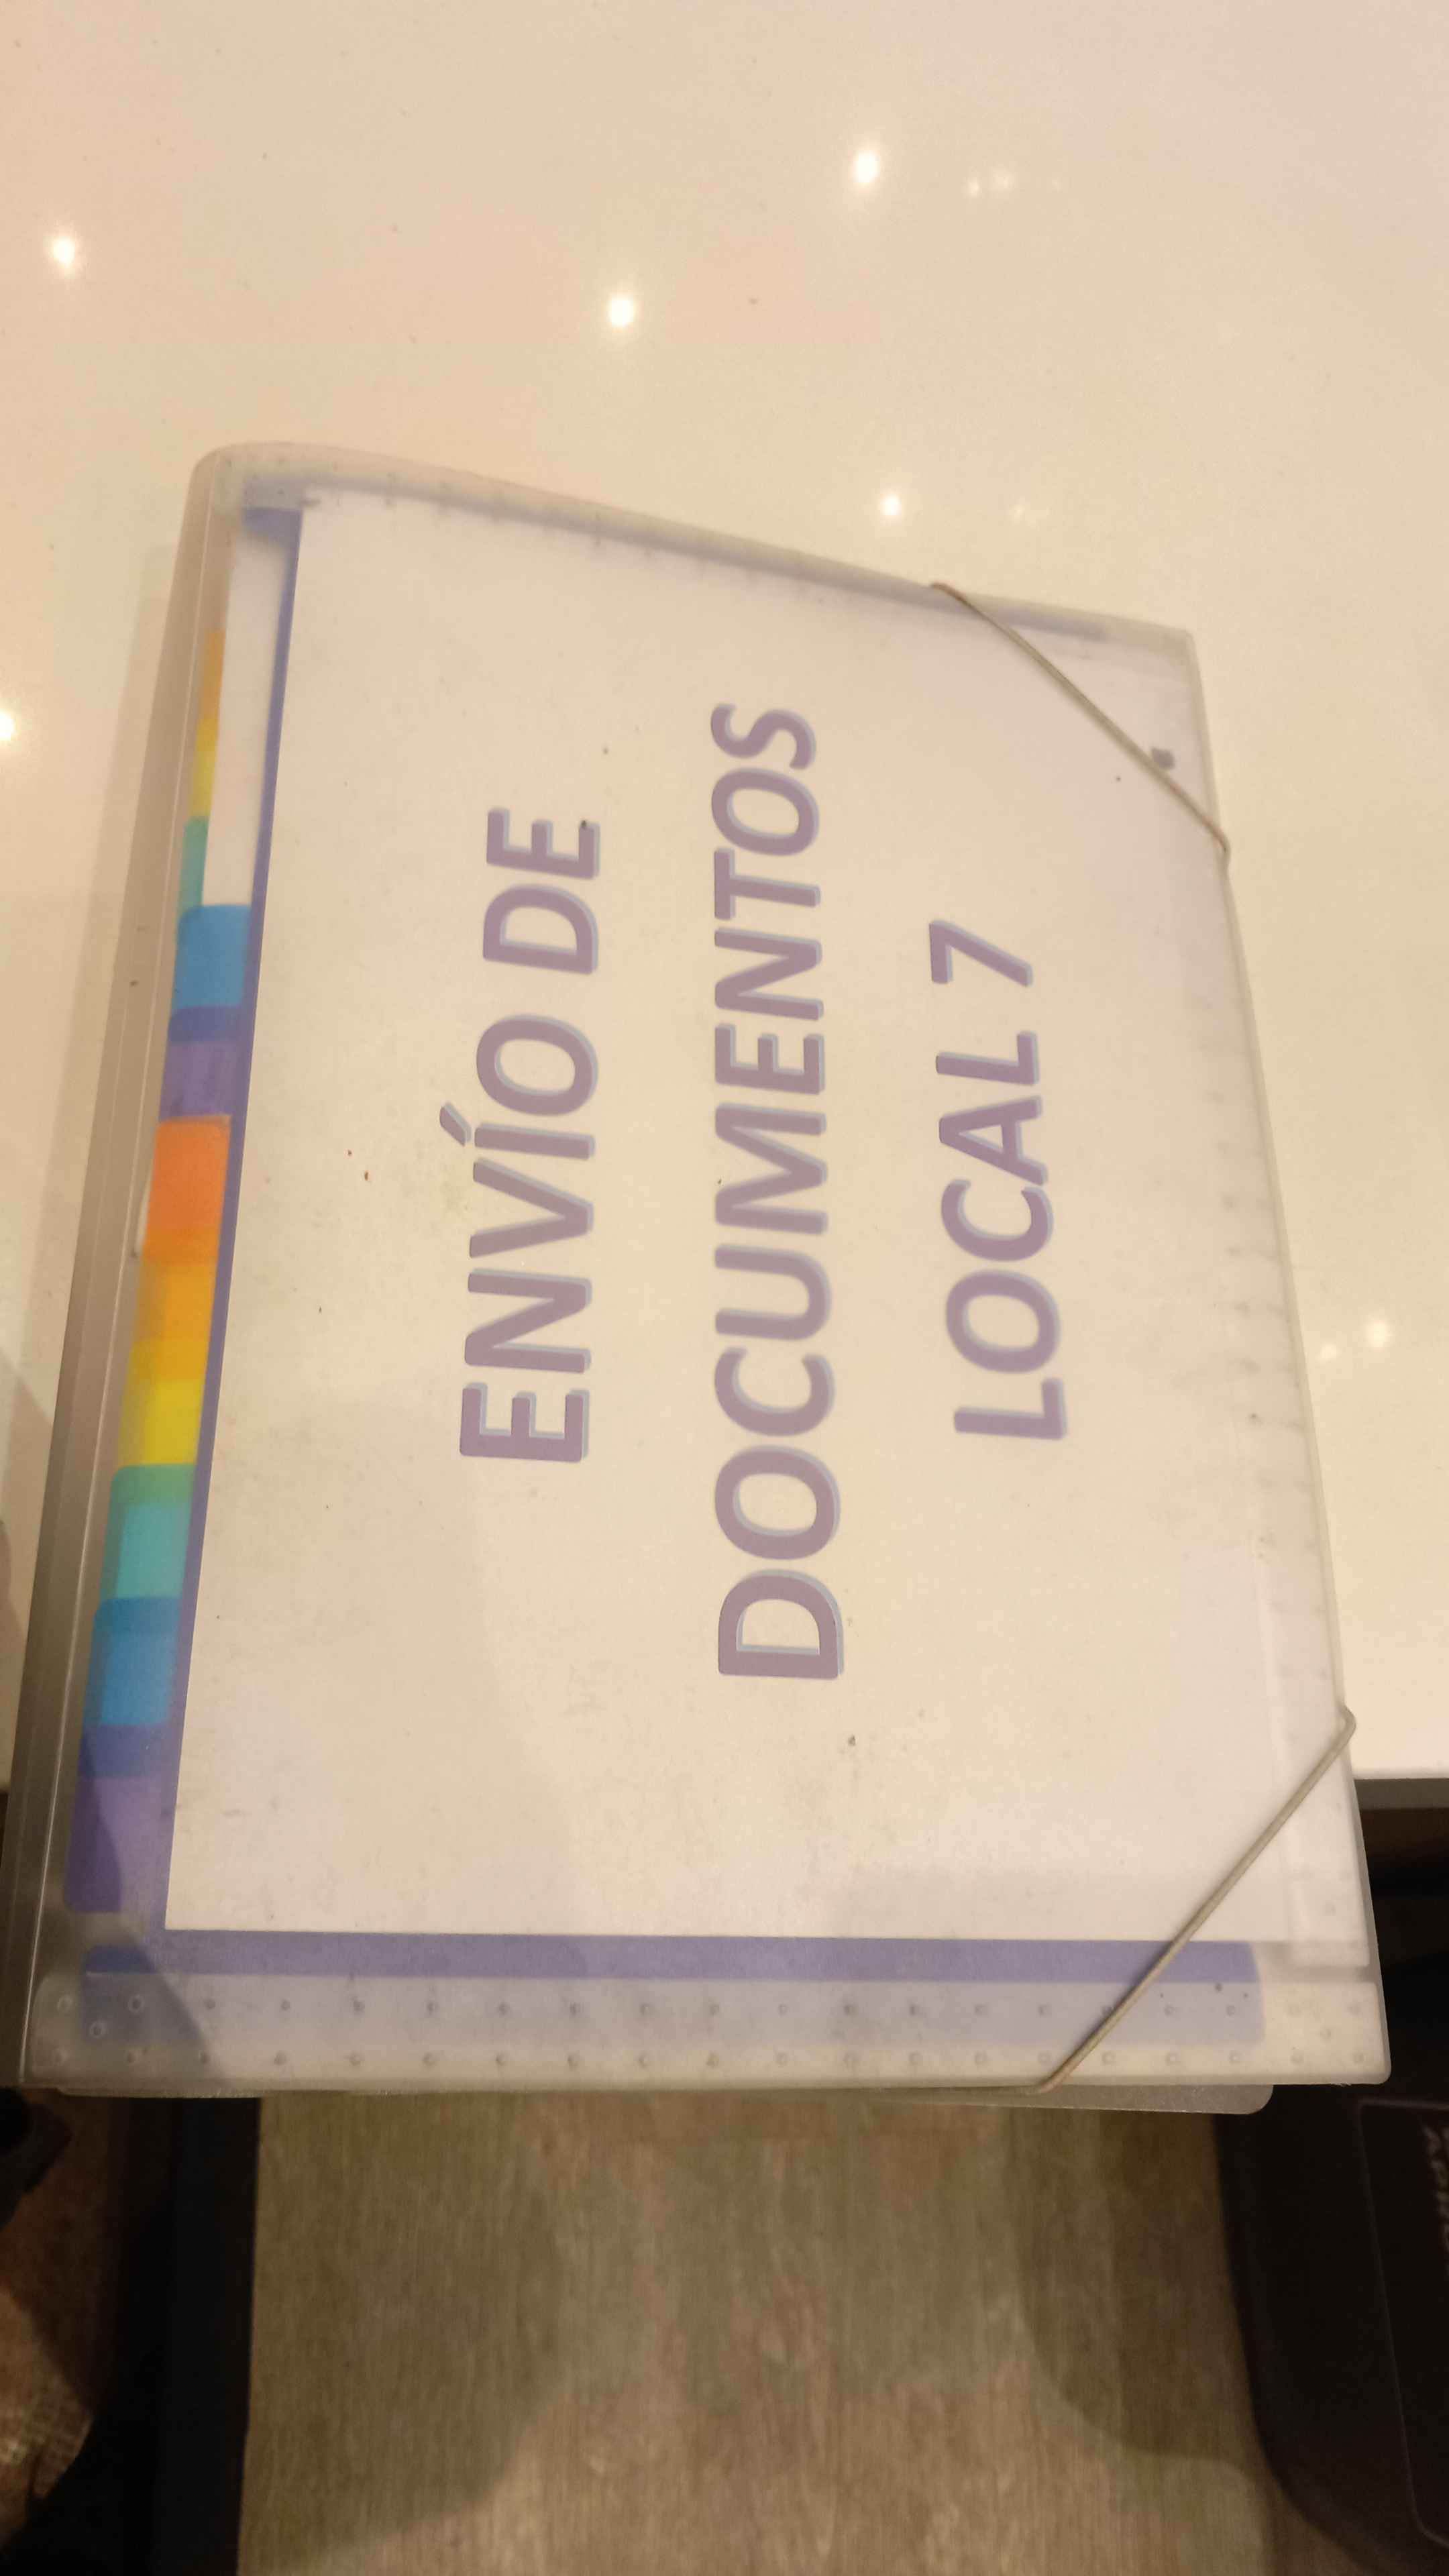 ENVÍO DE
DOCUMENTOS
LOCAL 7